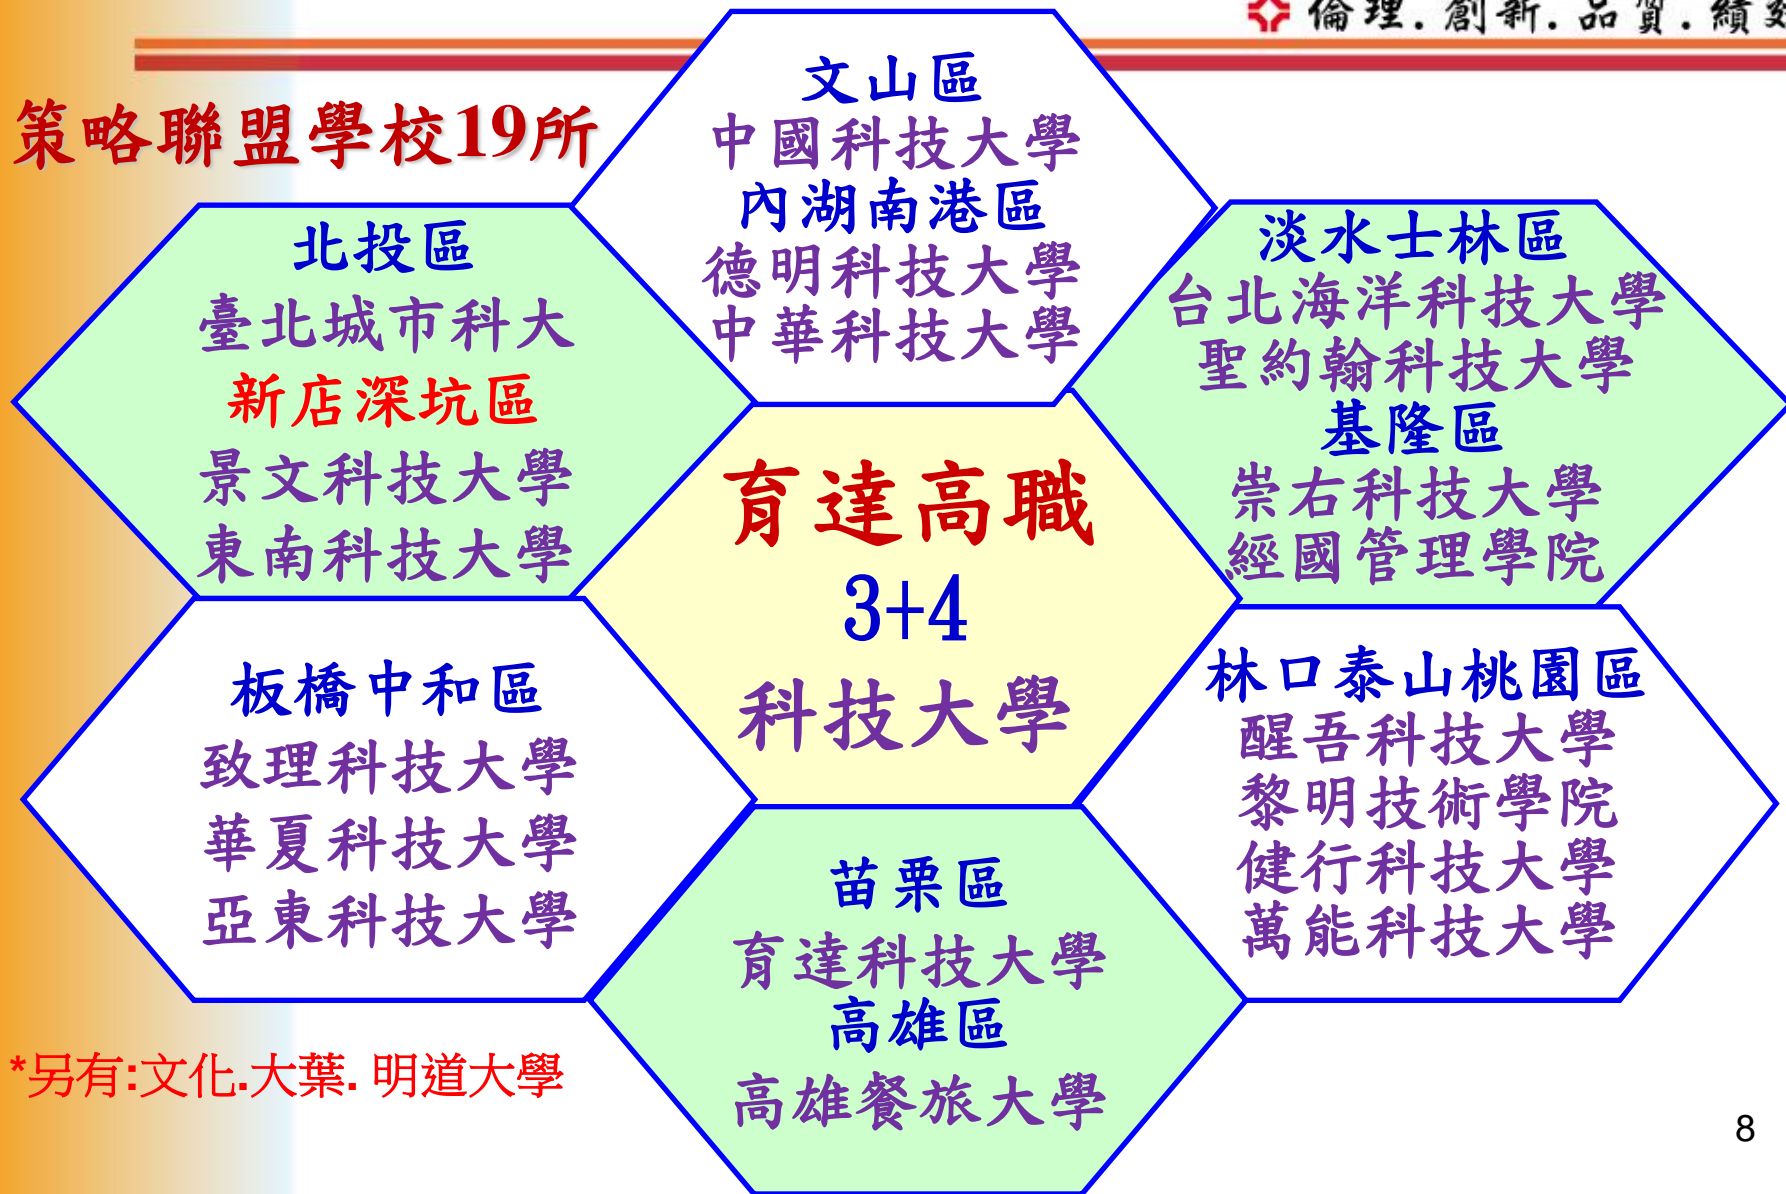 倫理.創新.品質.績效
策略聯盟學校19所
文山區
中國科技大學
內湖南港區
德明科技大學
中華科技大學
北投區
臺北城市科大
新店深坑區
景文科技大學
東南科技大學
淡水士林區
台北海洋科技大學
聖約翰科技大學
基隆區
崇右科技大學
經國管理學院
育達高職
3+4
科技大學
板橋中和區
致理科技大學
華夏科技大學
亞東科技大學
林口泰山桃園區
醒吾科技大學
黎明技術學院
健行科技大學
萬能科技大學
苗栗區
育達科技大學
高雄區
高雄餐旅大學
*另有:文化.大葉. 明道大學
8